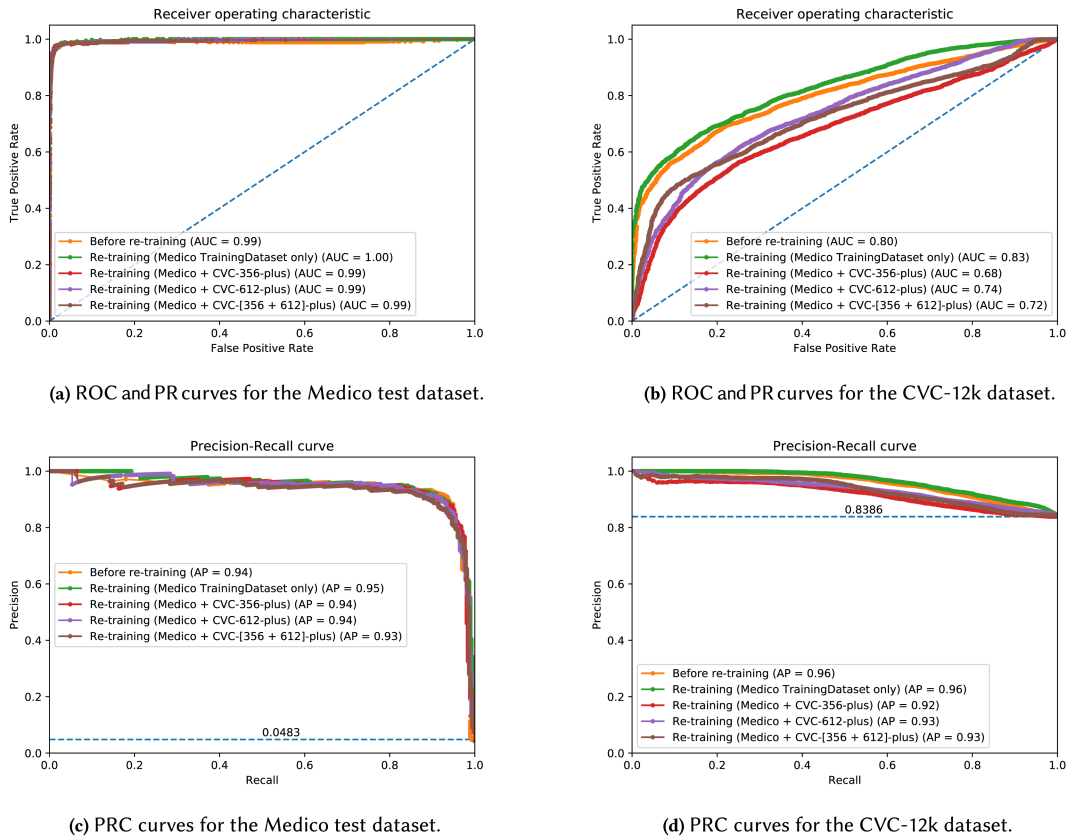 Receiver operating characteristic
True Positive Rate
1.0
0.8
0.6
0.4
0.2
0.0
Before re-training (AUC = 0.99)
Re-training (Medico TrainingDataset only) (AUC = 1.00)
Re-training (Medico + CVC-356-plus) (AUC = 0.99)
Re-training (Medico + CVC-612-plus) (AUC = 0.99)
Re-training (Medico + CVC-[356 + 612]-plus) (AUC = 0.99)
0.0 0.2 0.4 0.6 0.8 1.0
False Positive Rate
(a) ROC and PR curves for the Medico test dataset.
Receiver operating characteristic
True Positive Rate
1.0
0.8
0.6
0.4
0.2
0.0
Before re-training (AUC = 0.80)
Re-training (Medico TrainingDataset only) (AUC = 0.83)
Re-training (Medico + CVC-356-plus) (AUC = 0.68)
Re-training (Medico + CVC-612-plus) (AUC = 0.74)
Re-training (Medico + CVC-[356 + 612]-plus) (AUC = 0.72)
0.0 0.2 0.4 0.6 0.8 1.0
False Positive Rate
(b) ROC and PR curves for the CVC-12k dataset.
Precision-Recall curve
Precision
1.0
0.8
0.6
0.4
0.2
0.0
Before re-training (AP = 0.94)
Re-training (Medico TrainingDataset only) (AP = 0.95)
Re-training (Medico + CVC-356-plus) (AP = 0.94)
Re-training (Medico + CVC-612-plus) (AP = 0.94)
Re-training (Medico + CVC-[356 + 612]-plus) (AP = 0.93)
0.0483
0.0 0.2 0.4 0.6 0.8 1.0
Recall
(c) PRC curves for the Medico test dataset.
Precision-Recall curve
Precision
1.0
0.8
0.6
0.4
0.2
0.0
0.8386
Before re-training (AP = 0.96)
Re-training (Medico TrainingDataset only) (AP = 0.96)
Re-training (Medico + CVC-356-plus) (AP = 0.92)
Re-training (Medico + CVC-612-plus) (AP = 0.93)
Re-training (Medico + CVC-[356 + 612]-plus) (AP = 0.93)
0.0 0.2 0.4 0.6 0.8 1.0
Recall
(d) PRC curves for the CVC-12k dataset.